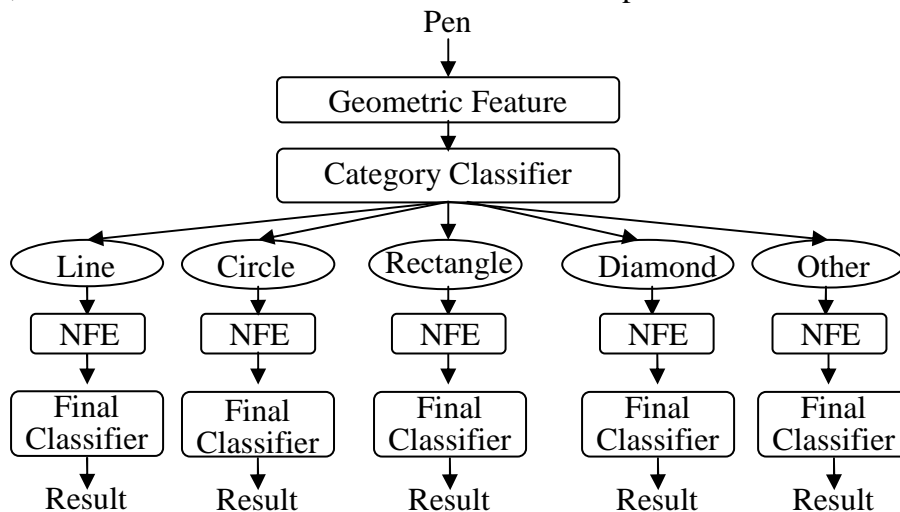 Pen
Geometric Feature
Category Classifier
Line Circle Rectangle Diamond Other
NFE NFE NFE NFE NFE
Final Final Final Final Final
Classifier Classifier Classifier Classifier Classifier
Result Result Result Result Result